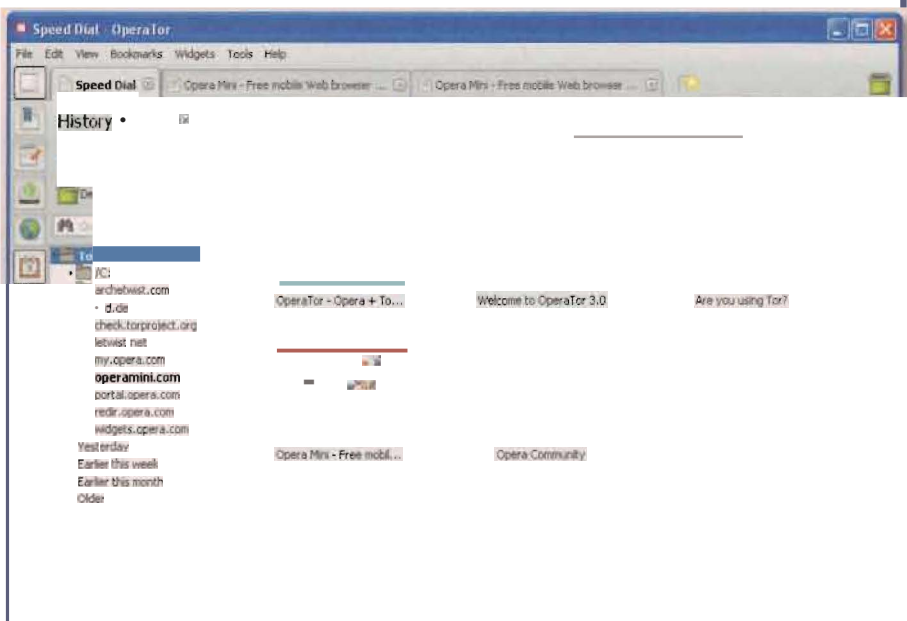 Speed Dial OperaTor
File Edit View Bookmarks Widgets Tools Help
Speed Dial Opera Mini - Free mobile Web browser ... Opera Mini - Free mobile Web browser ...
History •
De
To
/C:
archetwist.com
d.de
check.torproject.org
letwist net
my.opera.com
operamini.com
portal.opera.com
redir.opera.com
widgets.opera.com
Yesterday
Earlier this week
Earlier this month
Older
OperaTor - Opera + To... Welcome to OperaTor 3.0 Are you using Tor?
Opera Mini - Free mobil... Opera Community